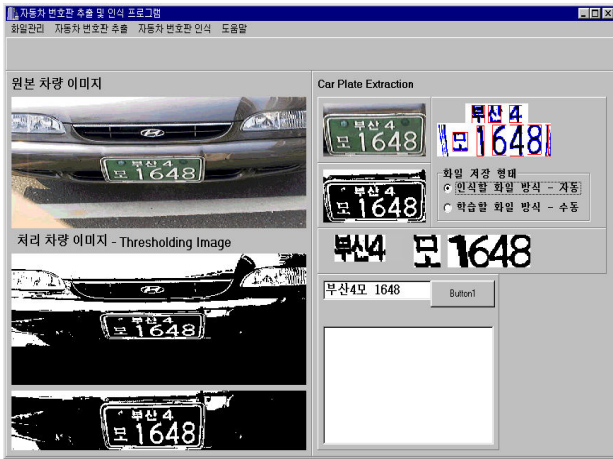 자동차 번호판 추출 및 인식 프로그램
화일관리 자동차 번호판 추출 자동차 번호판 인식 도움말
원본 차량 이미지
부산 4
모 1648
처리 차량 이미지 - Thresholding Image
부산 4
모 1648
부산 4
모 1648
Car Plate Extraction
부산 4
모 1648
부산 4
모 1648
부산 4
모 1648
화일 저장 형태
인식할 화일 방식 - 자동
학습할 화일 방식 - 수동
부산4 모 1648
부산4모 1648
Button1